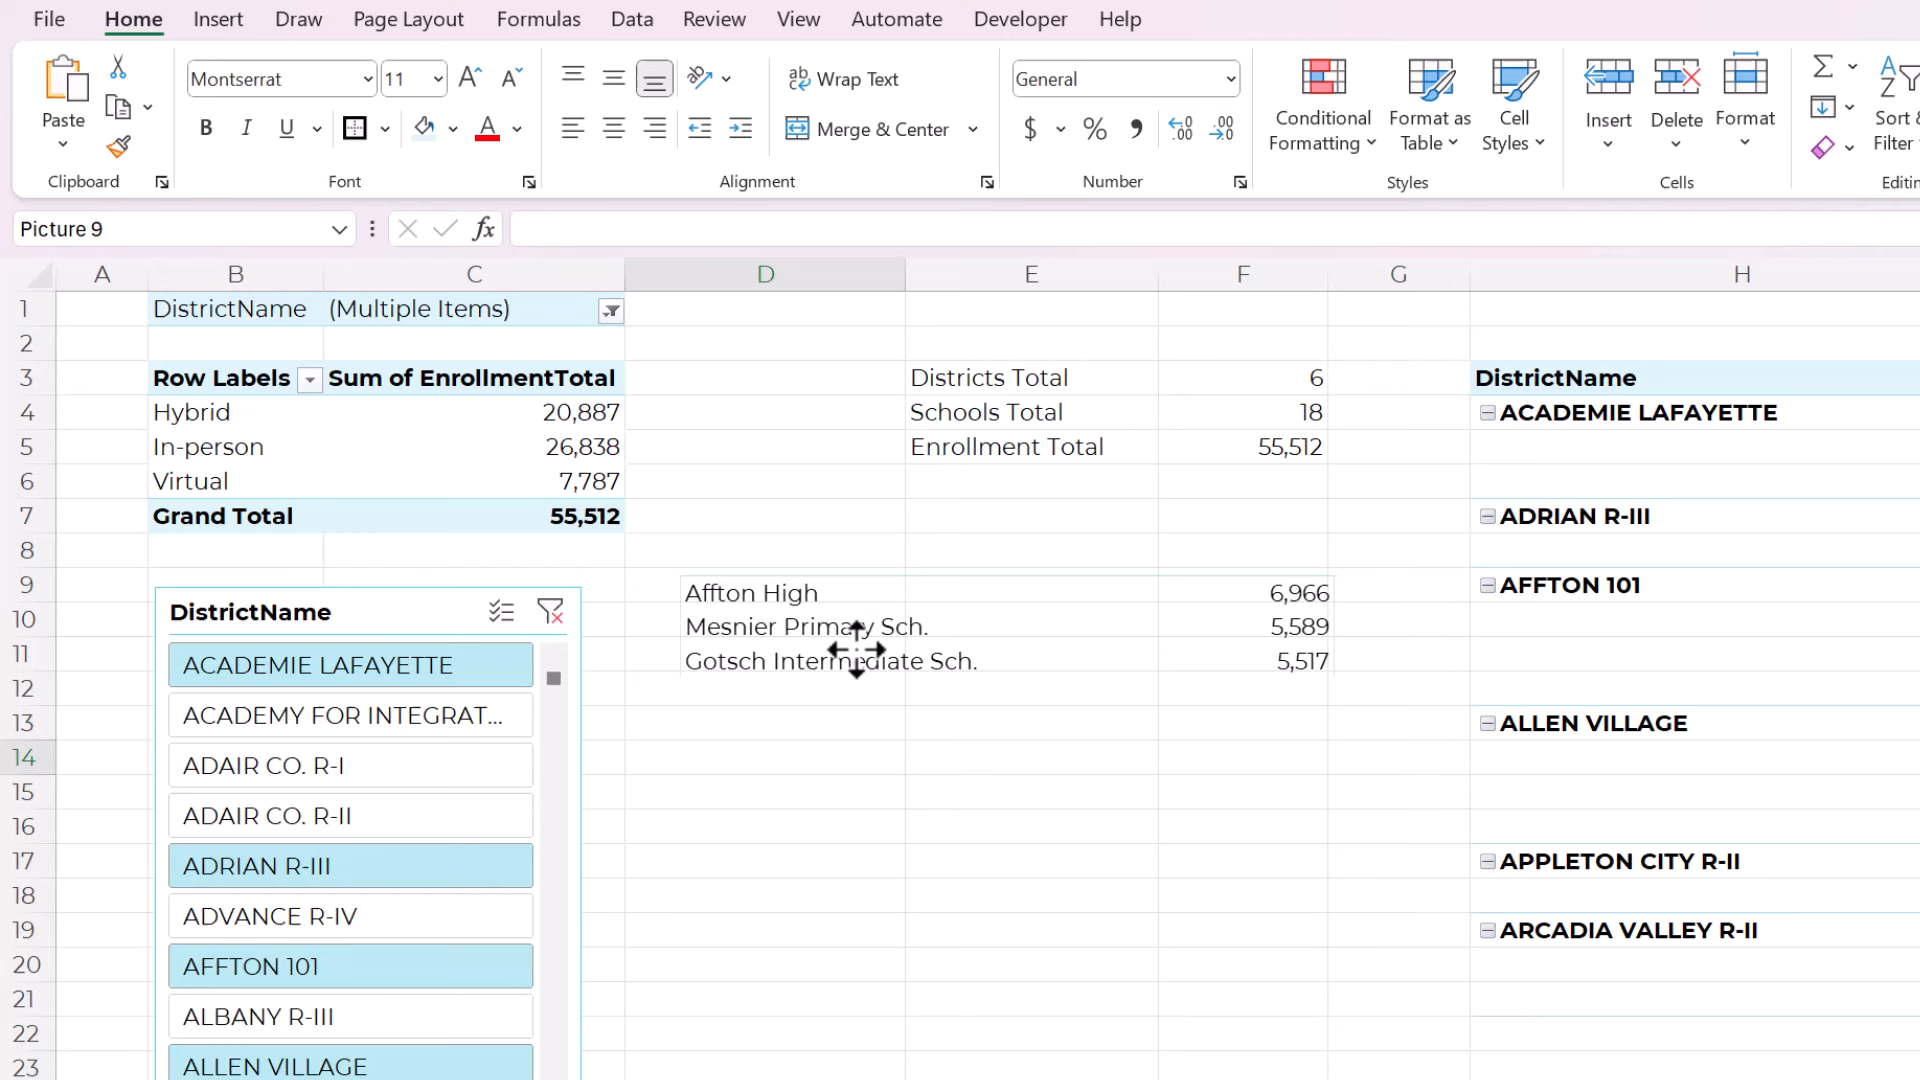 File Home Insert Draw Page Layout Formulas Data Review View Automate Developer Help
Montserrat 11 Wrap Text General
Paste B I U Merge & Center $ % Conditional Formatting Format as Table Cell Styles Insert Delete Format Sort & Filter
Clipboard Font Alignment Number Styles Cells Editin
Picture 9 fx
A B C D E F G H
1 DistrictName (Multiple Items)
2
3 Row Labels Sum of EnrollmentTotal Districts Total 6 DistrictName
4 Hybrid 20,887 Schools Total 18 ACADEMIE LAFAYETTE
5 In-person 26,838 Enrollment Total 55,512
6 Virtual 7,787
7 Grand Total 55,512 ADRIAN R-III
8
9 Affton High 6,966 AFFTON 101
10 DistrictName Mesnier Primary Sch. 5,589
11 ACADEMIE LAFAYETTE Gotsch Intermediate Sch. 5,517
12 ACADEMY FOR INTEGRAT...
13 ALLEN VILLAGE
14 ADAIR CO. R-I
15
16 ADAIR CO. R-II
17 ADRIAN R-III APPLETON CITY R-II
18
19 ADVANCE R-IV ARCADIA VALLEY R-II
20 AFFTON 101
21 ALBANY R-III
22
23 ALLEN VILLAGE